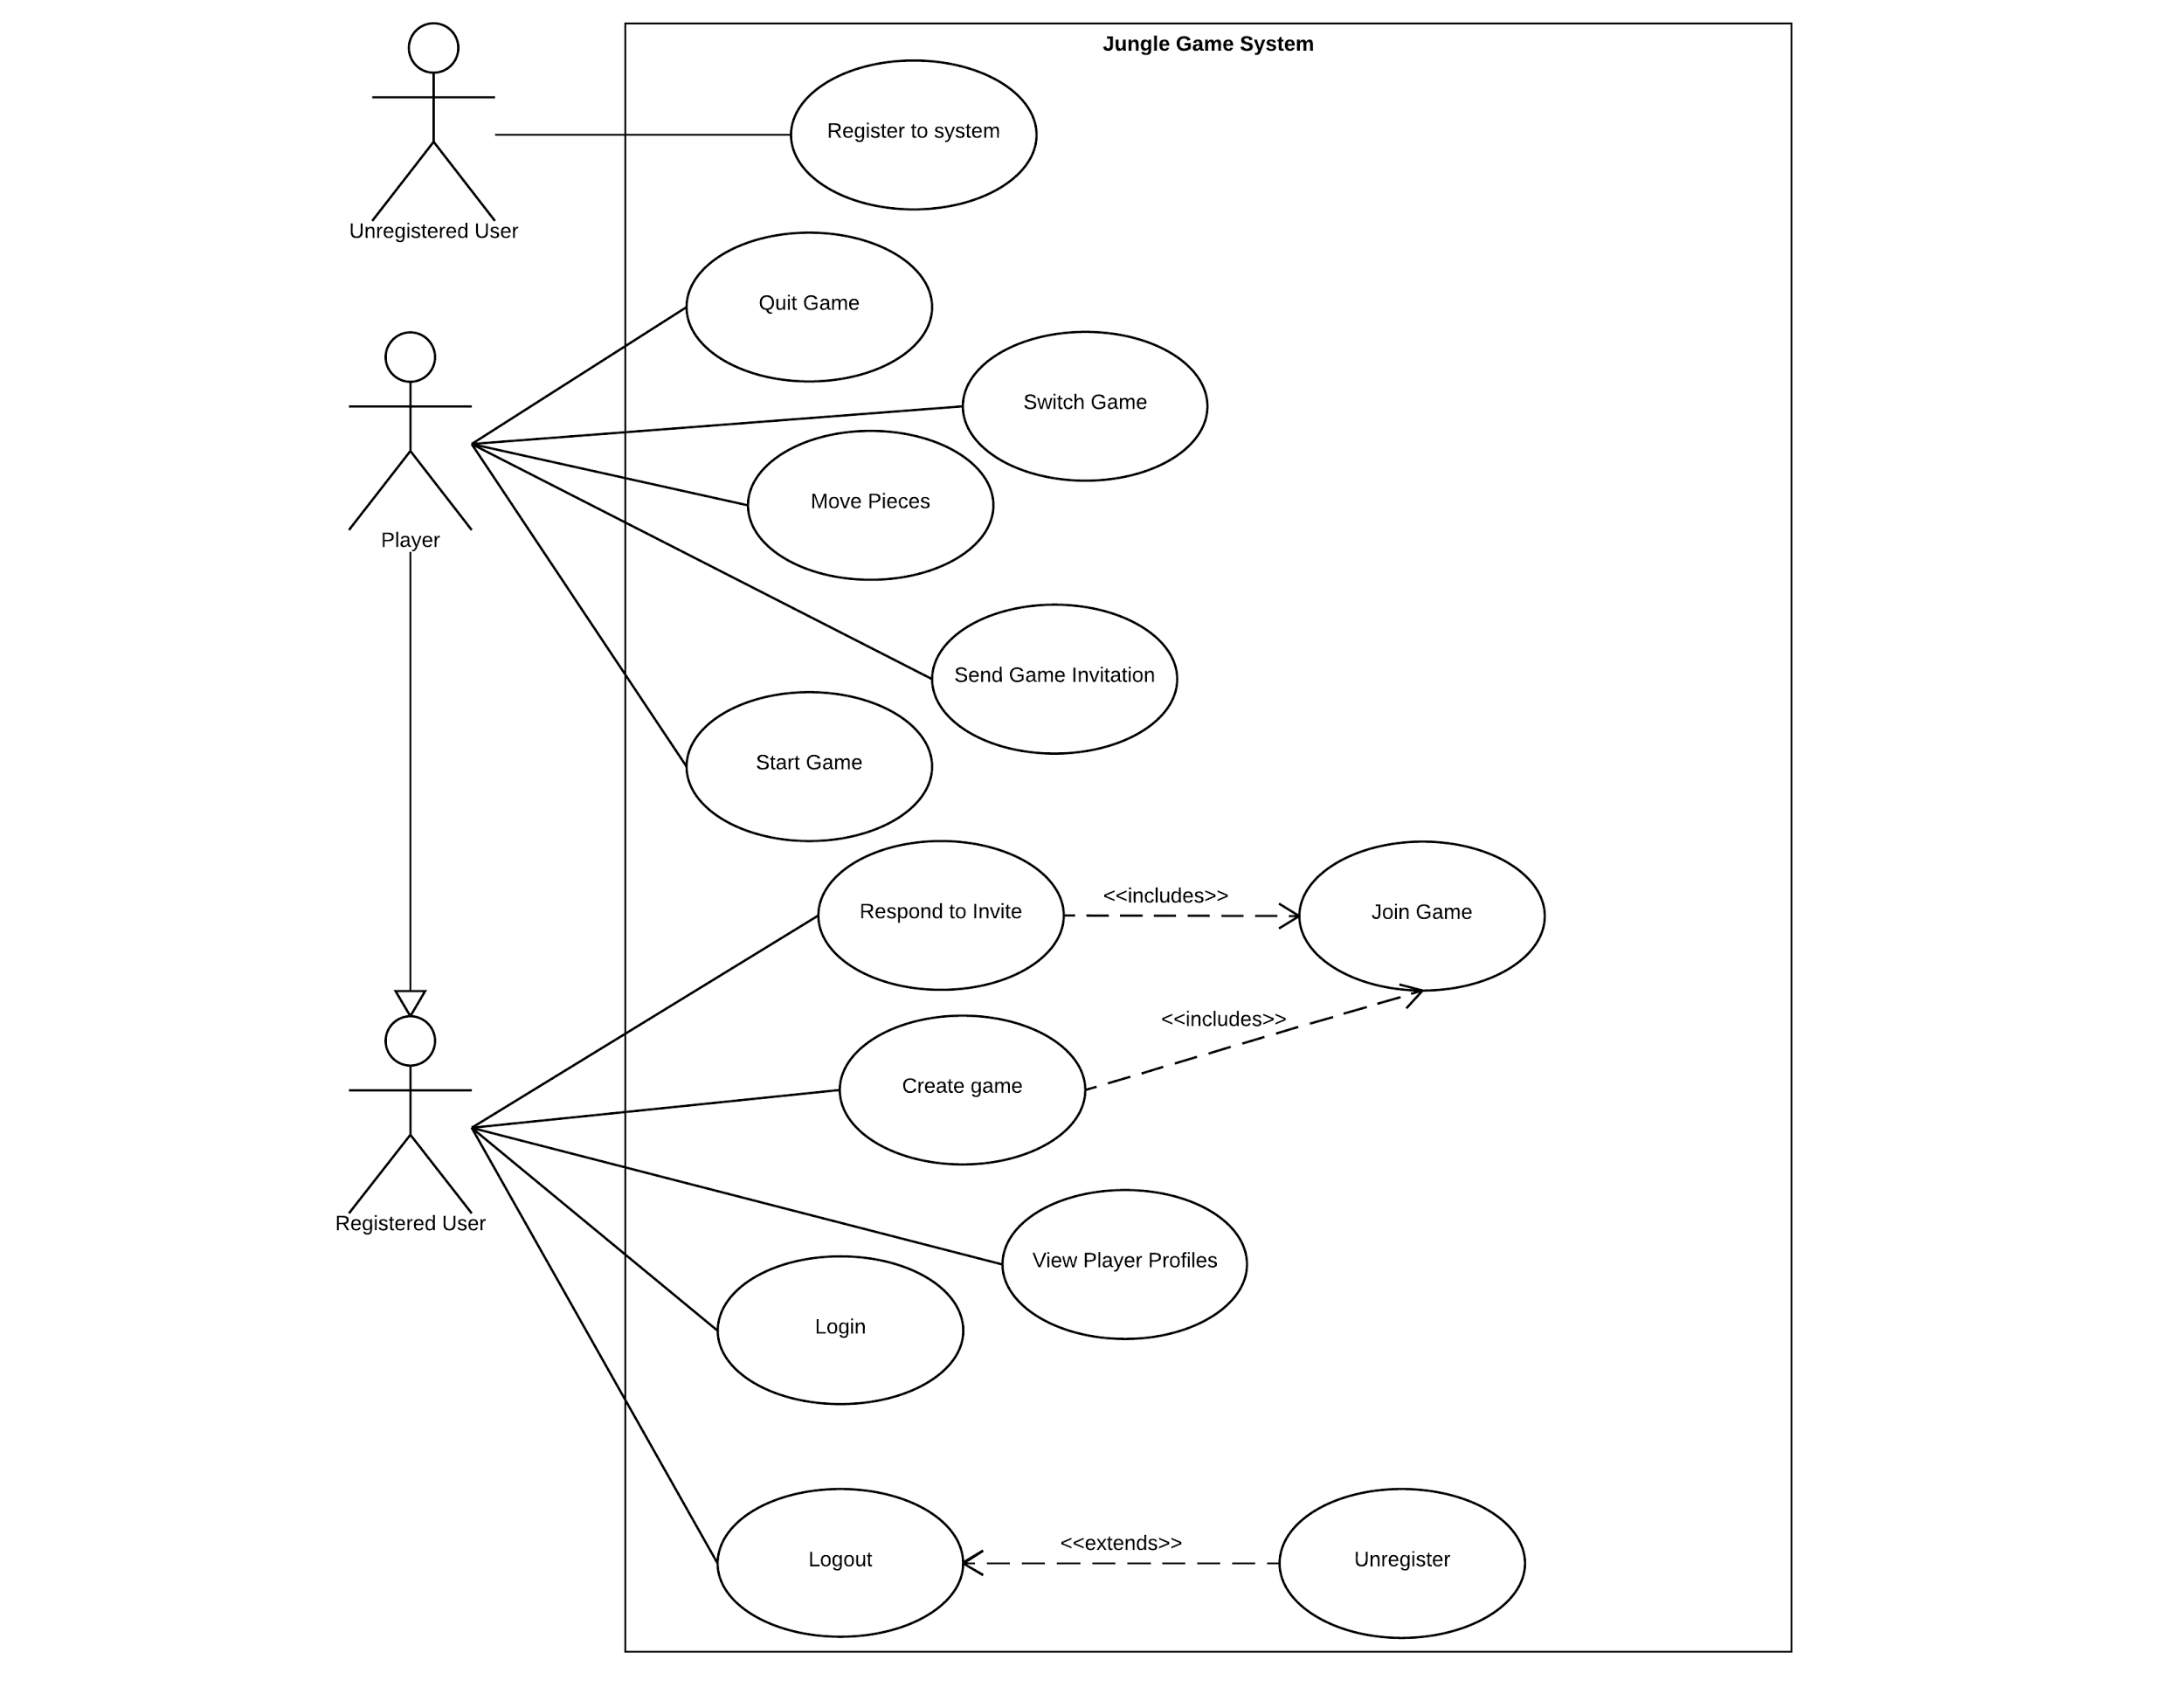 Jungle Game System
Register to system
Unregistered User
Quit Game
Switch Game
Move Pieces
Player
Send Game Invitation
Start Game
<<includes>>
Respond to Invite
Join Game
<<includes>>
Create game
Registered User
View Player Profiles
Login
<<extends>>
Logout
Unregister